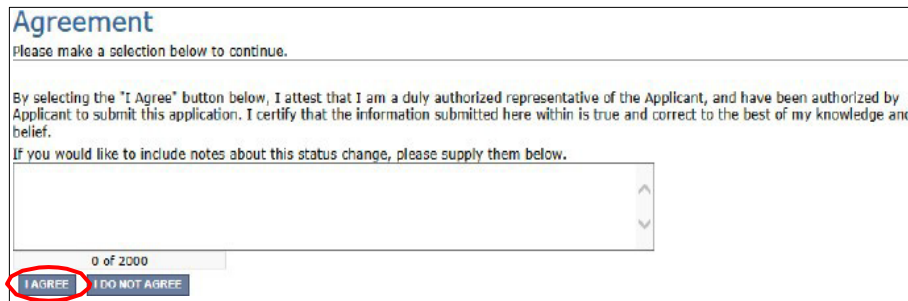 Agreement
Please make a selection below to continue.
By selecting the "I Agree" button below, I attest that I am a duly authorized representative of the Applicant, and have been authorized by
Applicant to submit this application. I certify that the information submitted here within is true and correct to the best of my knowledge and
belief.
If you would like to include notes about this status change, please supply them below.
0 of 2000
I AGREE I DO NOT AGREE